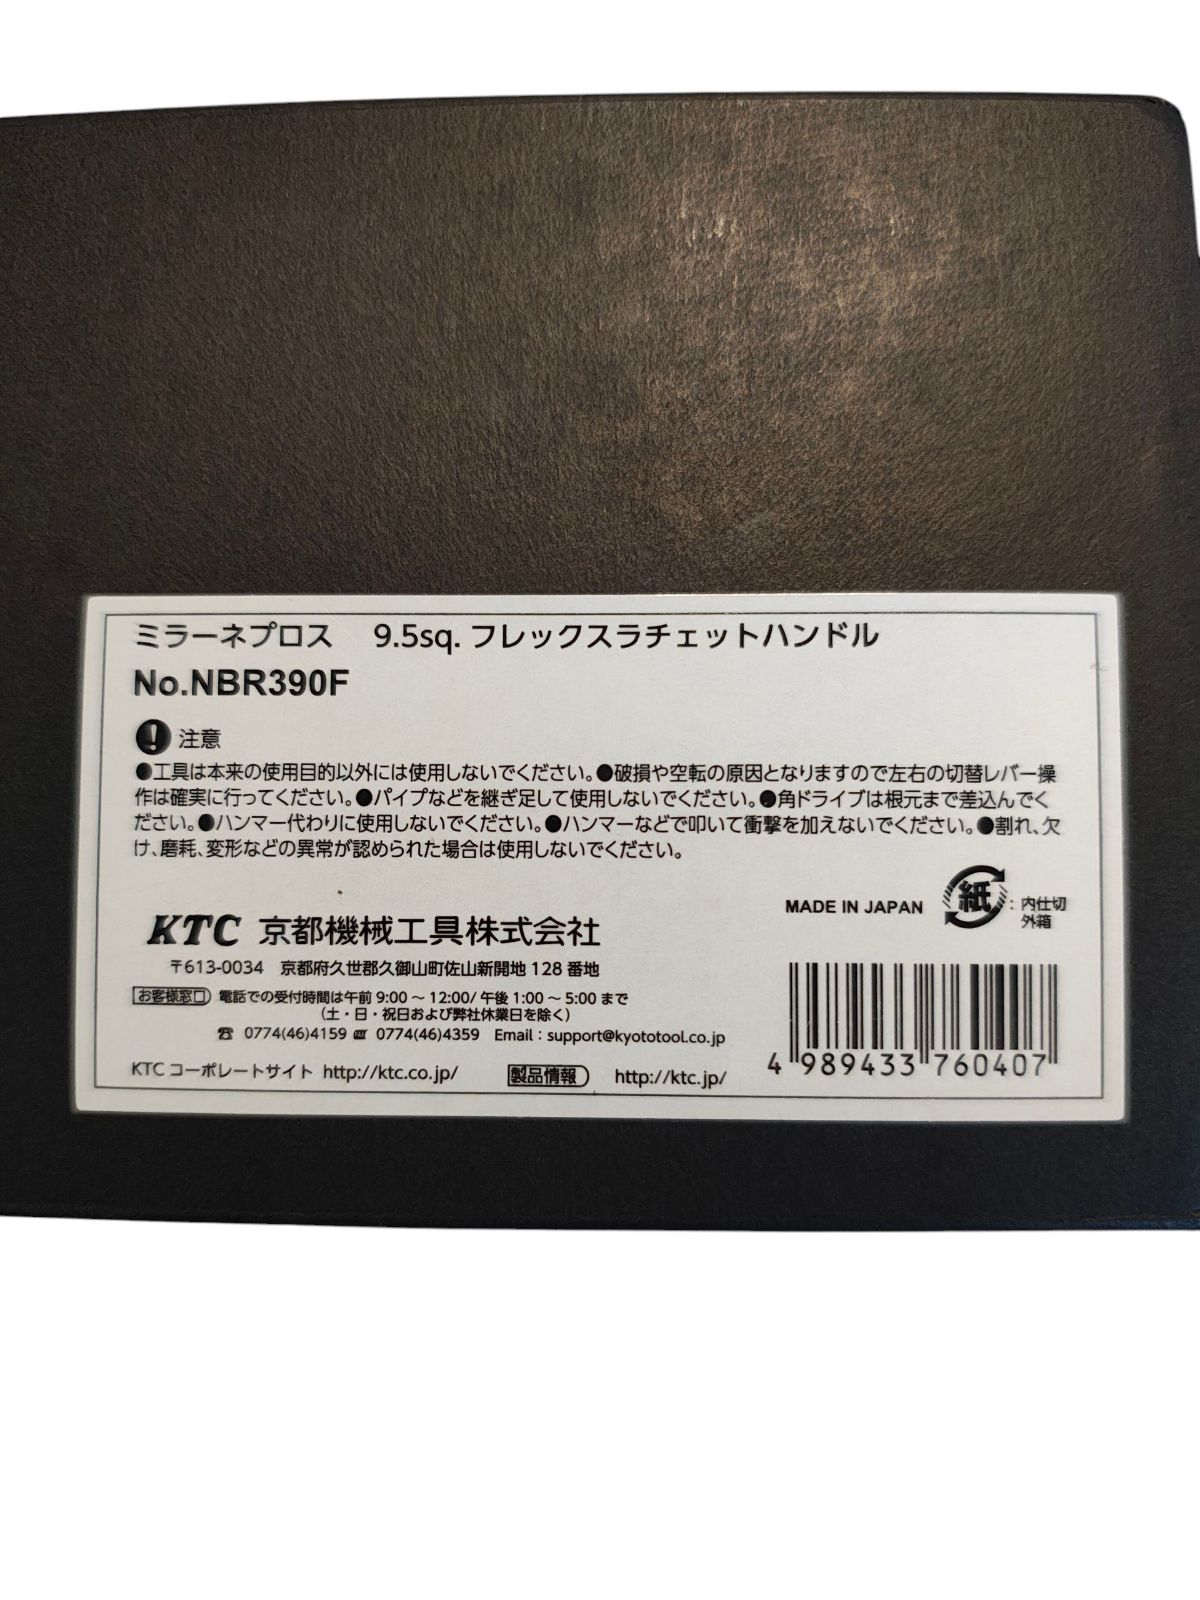 ミラーネプロス 9.5sq. フレックスラチェットハンドル
No.NBR390F
注意
●工具は本来の使用目的以外には使用しないでください。●破損や空転の原因となりますので左右の切替レバー操
作は確実に行ってください。●パイプなどを継ぎ足して使用しないでください。●角ドライブは根元まで差込んでく
ださい。●ハンマー代わりに使用しないでください。●ハンマーなどで叩いて衝撃を加えないでください。●割れ、欠
け、磨耗、変形などの異常が認められた場合は使用しないでください。
MADE IN JAPAN 紙 : 内仕切
外箱
KTC 京都機械工具株式会社
〒613-0034 京都府久世郡久御山町佐山新開地 128 番地
お客様窓口 電話での受付時間は午前 9:00 ~ 12:00/ 午後 1:00 ~ 5:00 まで
(土・日・祝日および弊社休業日を除く)
☎ 0774(46)4159 FAX 0774(46)4359 Email : support@kyototool.co.jp
KTC コーポレートサイト http://ktc.co.jp/ 製品情報 http://ktc.jp/
4 989433 760407